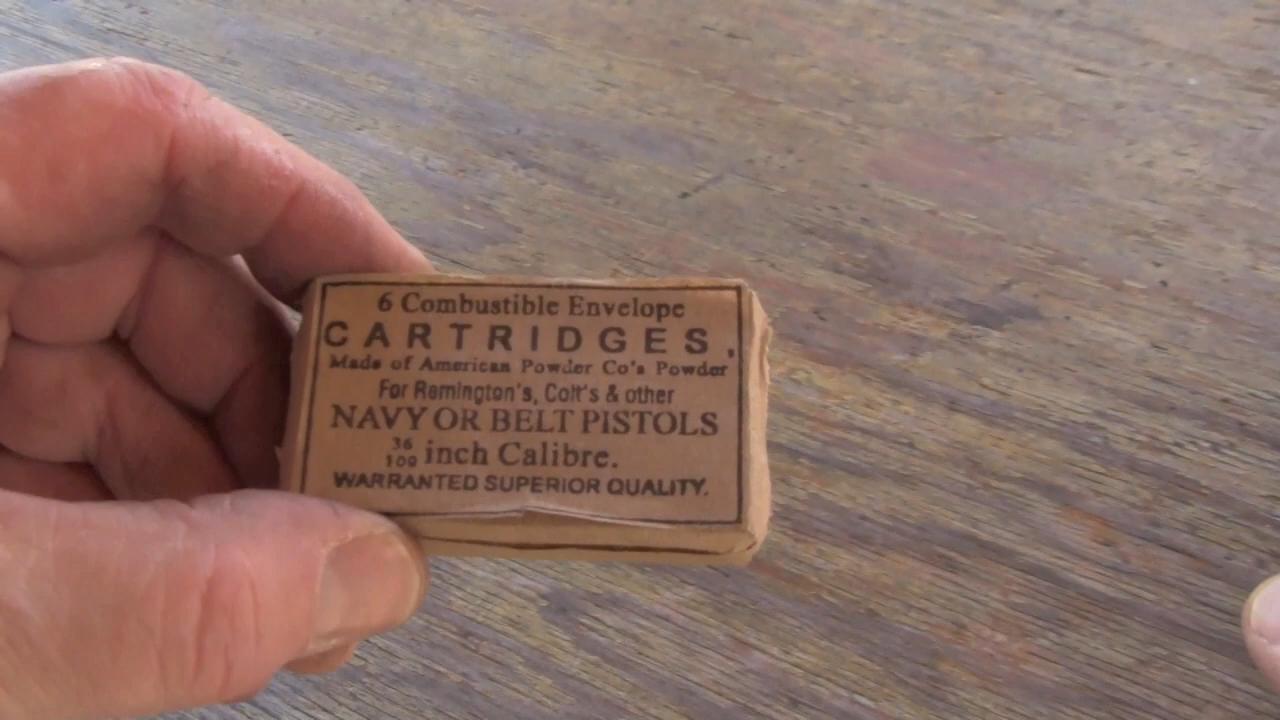 6 Combustible Envelope
CARTRIDGES,
Made of American Powder Co's Powder
For Remington's, Colt's & other
NAVY OR BELT PISTOLS
36/100 inch Calibre.
WARRANTED SUPERIOR QUALITY.